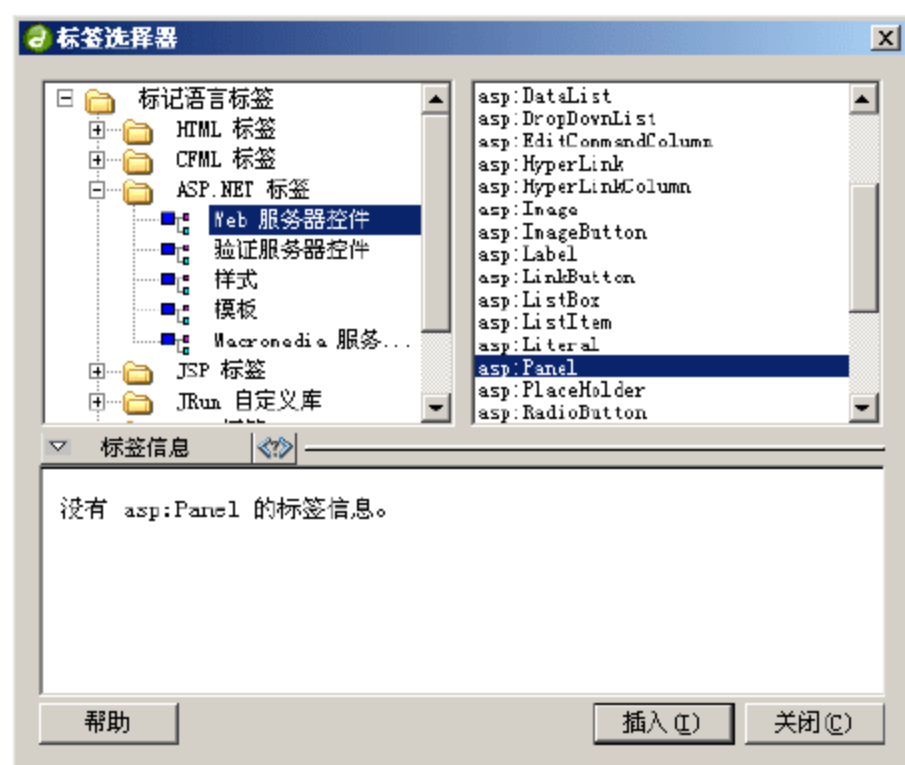 标签选择器
标记语言标签
HTML 标签
CFML 标签
ASP.NET 标签
Web 服务器控件
验证服务器控件
样式
模板
Macromedia 服务...
JSP 标签
JRun 自定义库
asp:DataList
asp:DropDownList
asp:EditCommandColumn
asp:HyperLink
asp:HyperLinkColumn
asp:Image
asp:ImageButton
asp:Label
asp:LinkButton
asp:ListBox
asp:ListItem
asp:Literal
asp:Panel
asp:PlaceHolder
asp:RadioButton
标签信息
没有 asp:Panel 的标签信息。
帮助
插入(I)
关闭(C)